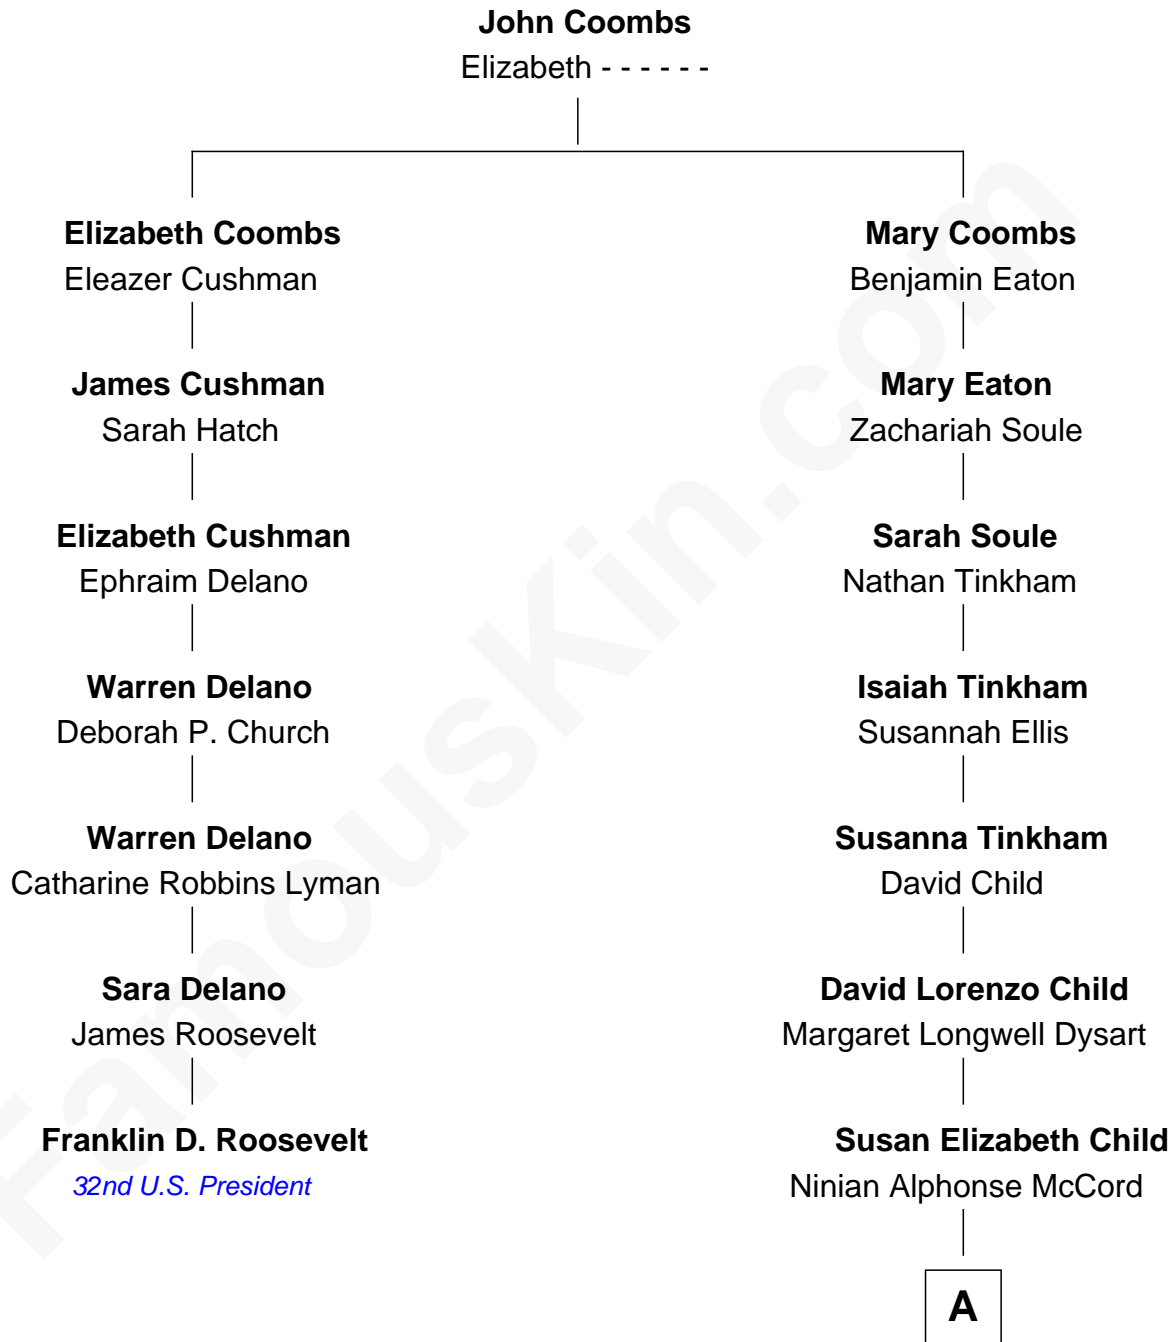 John Coombs
Elizabeth - - - - - -
Elizabeth Coombs
Eleazer Cushman
Mary Coombs
Benjamin Eaton
James Cushman
Sarah Hatch
Mary Eaton
Zachariah Soule
Elizabeth Cushman
Ephraim Delano
Sarah Soule
Nathan Tinkham
Warren Delano
Deborah P. Church
Isaiah Tinkham
Susannah Ellis
Warren Delano
Catharine Robbins Lyman
Susanna Tinkham
David Child
Sara Delano
James Roosevelt
David Lorenzo Child
Margaret Longwell Dysart
Franklin D. Roosevelt
32nd U.S. President
Susan Elizabeth Child
Ninian Alphonse McCord
A
FamousKin.com